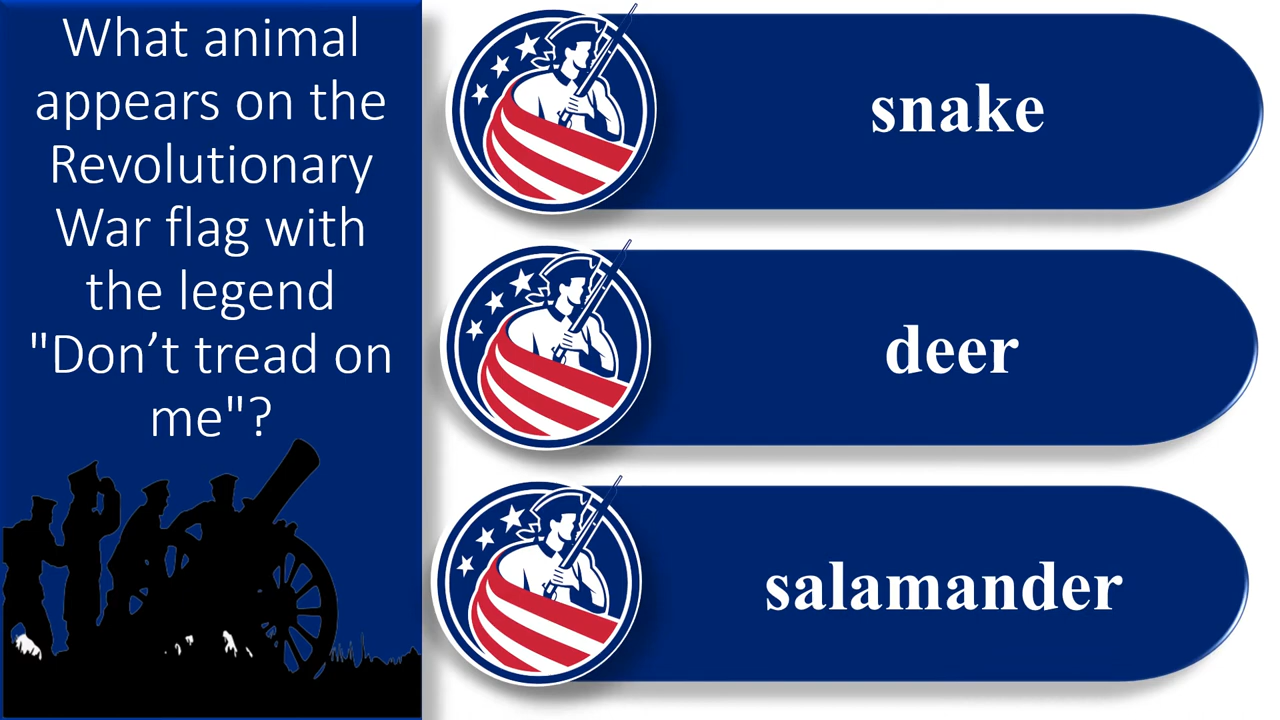 What animal
appears on the
Revolutionary
War flag with
the legend
"Don’t tread on
me"?
snake
deer
salamander